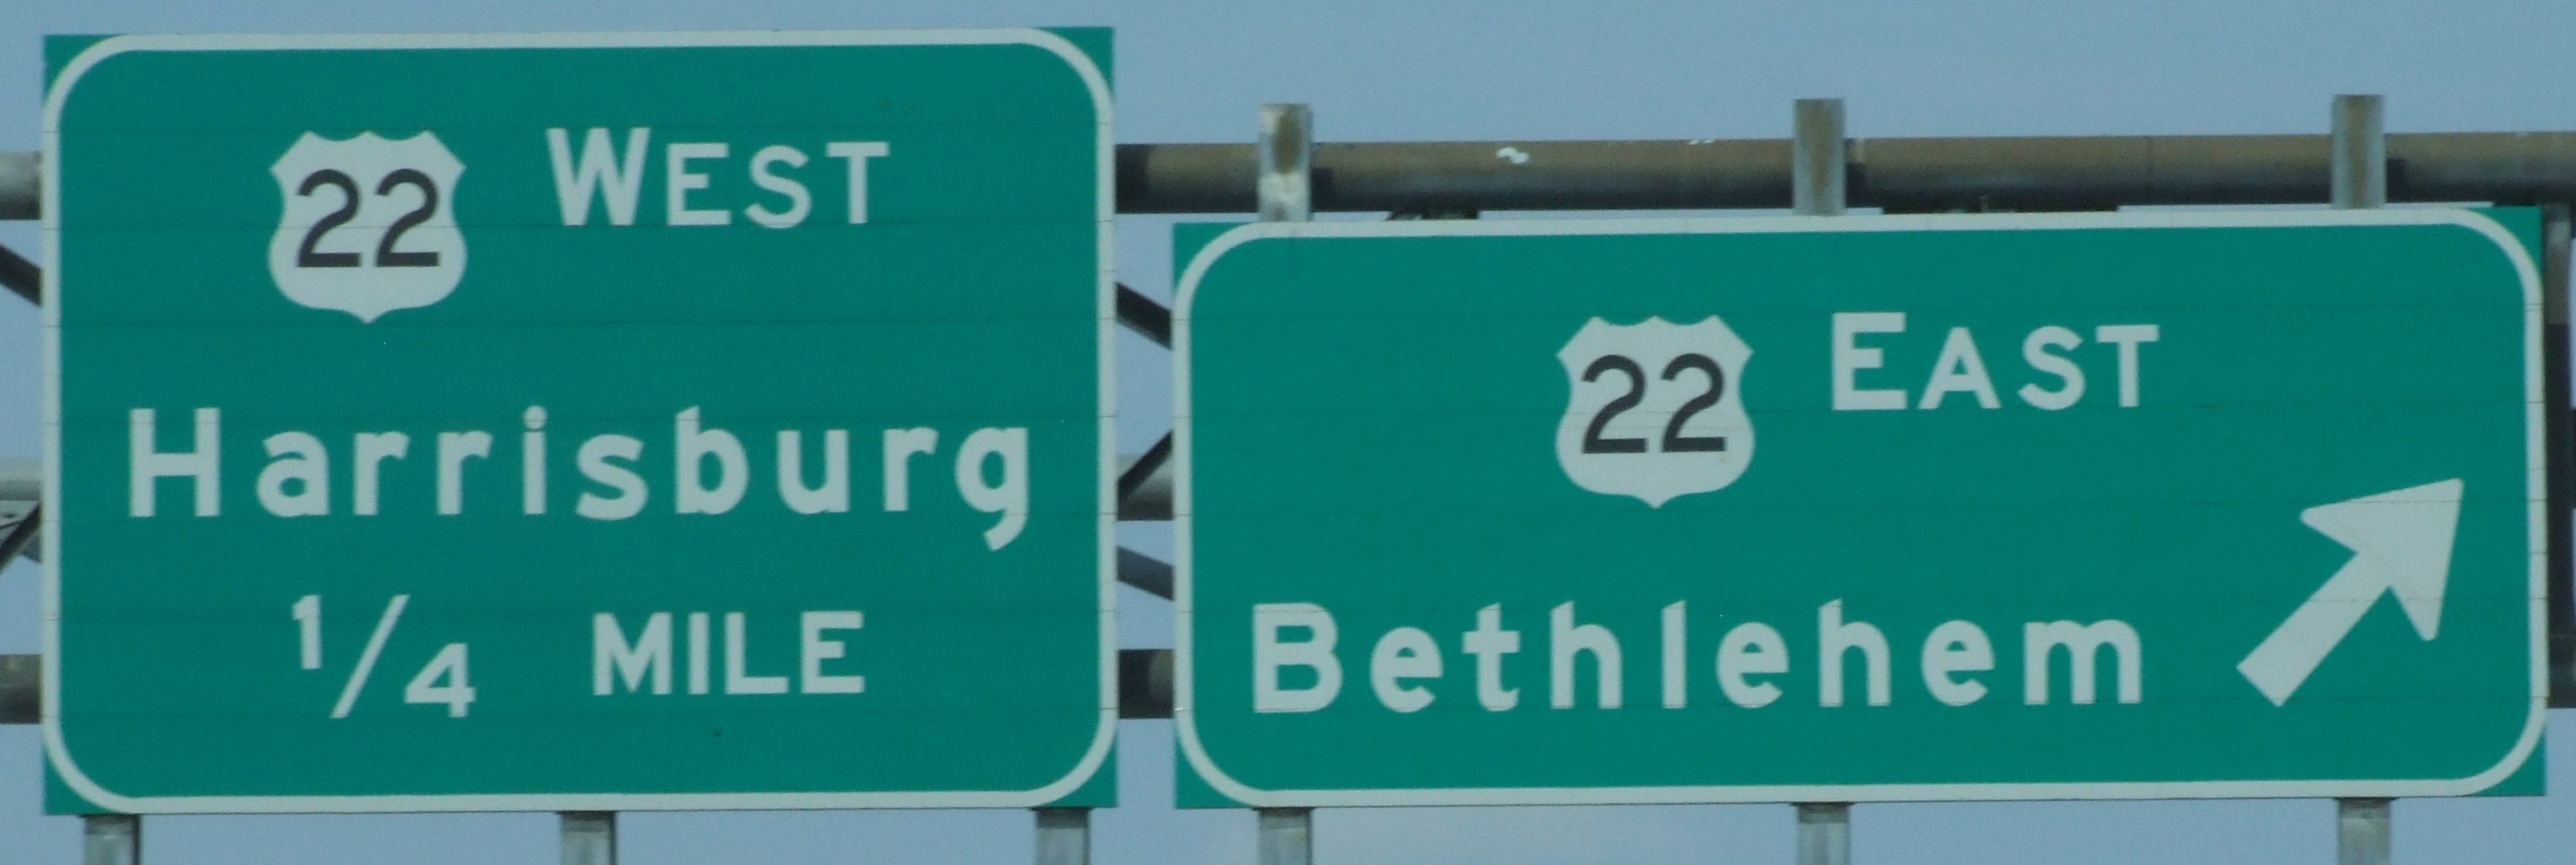 22 WEST
Harrisburg
1/4 MILE
22 EAST
Bethlehem